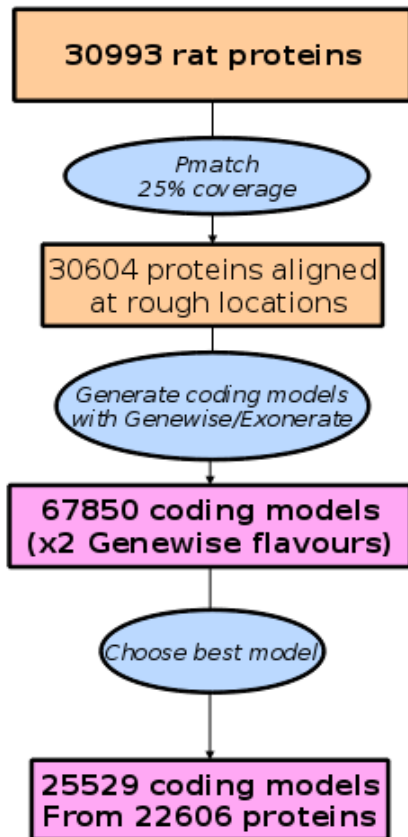 30993 rat proteins
Pmatch
25% coverage
30604 proteins aligned
at rough locations
Generate coding models
with Genewise/Exonerate
67850 coding models
(x2 Genewise flavours)
Choose best model
25529 coding models
From 22606 proteins